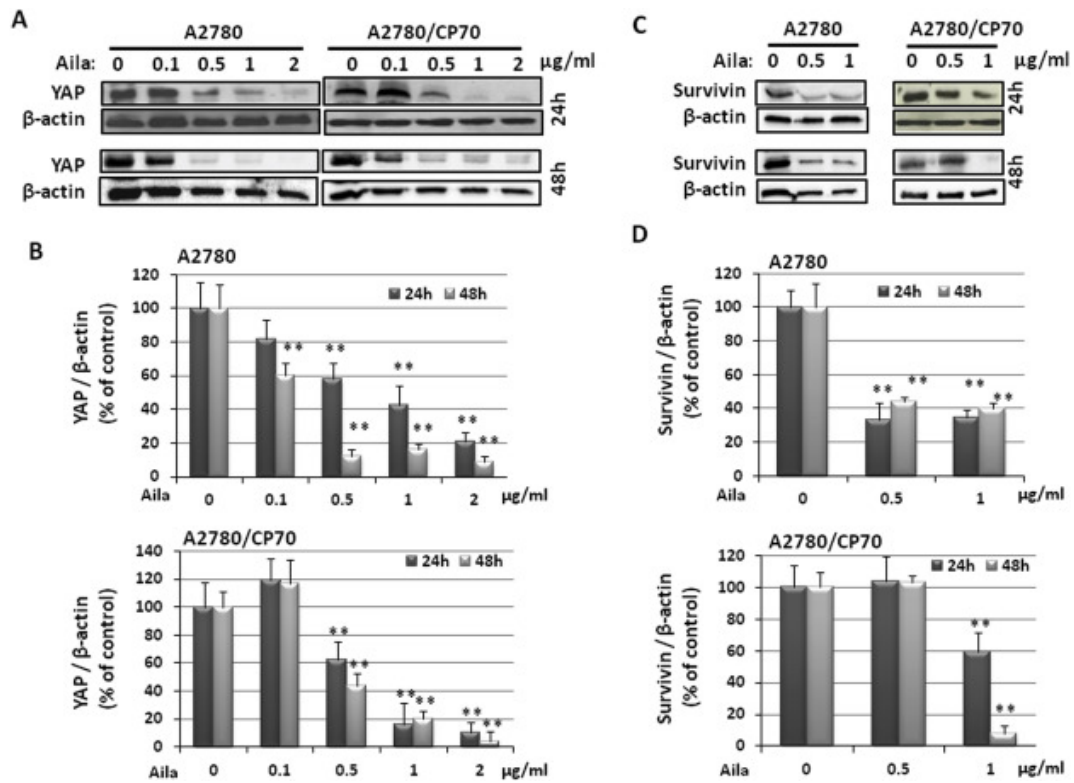 A
A2780 A2780/CP70
Aila: 0 0.1 0.5 1 2 0 0.1 0.5 1 2 μg/ml
YAP
β-actin
24h
YAP
β-actin
48h
C
A2780 A2780/CP70
Aila: 0 0.5 1 0 0.5 1
Survivin
β-actin
24h
Survivin
β-actin
48h
B
A2780
YAP / β-actin
(% of control)
120
100
80
60
40
20
0
24h 48h
** ** ** ** ** ** **
Aila 0 0.1 0.5 1 2 μg/ml
A2780/CP70
YAP / β-actin
(% of control)
140
120
100
80
60
40
20
0
24h 48h
** ** ** ** ** **
Aila 0 0.1 0.5 1 2 μg/ml
D
A2780
Survivin / β-actin
(% of control)
120
100
80
60
40
20
0
24h 48h
** ** ** **
Aila 0 0.5 1 μg/ml
A2780/CP70
Survivin / β-actin
(% of control)
120
100
80
60
40
20
0
24h 48h
** **
Aila 0 0.5 1 μg/ml